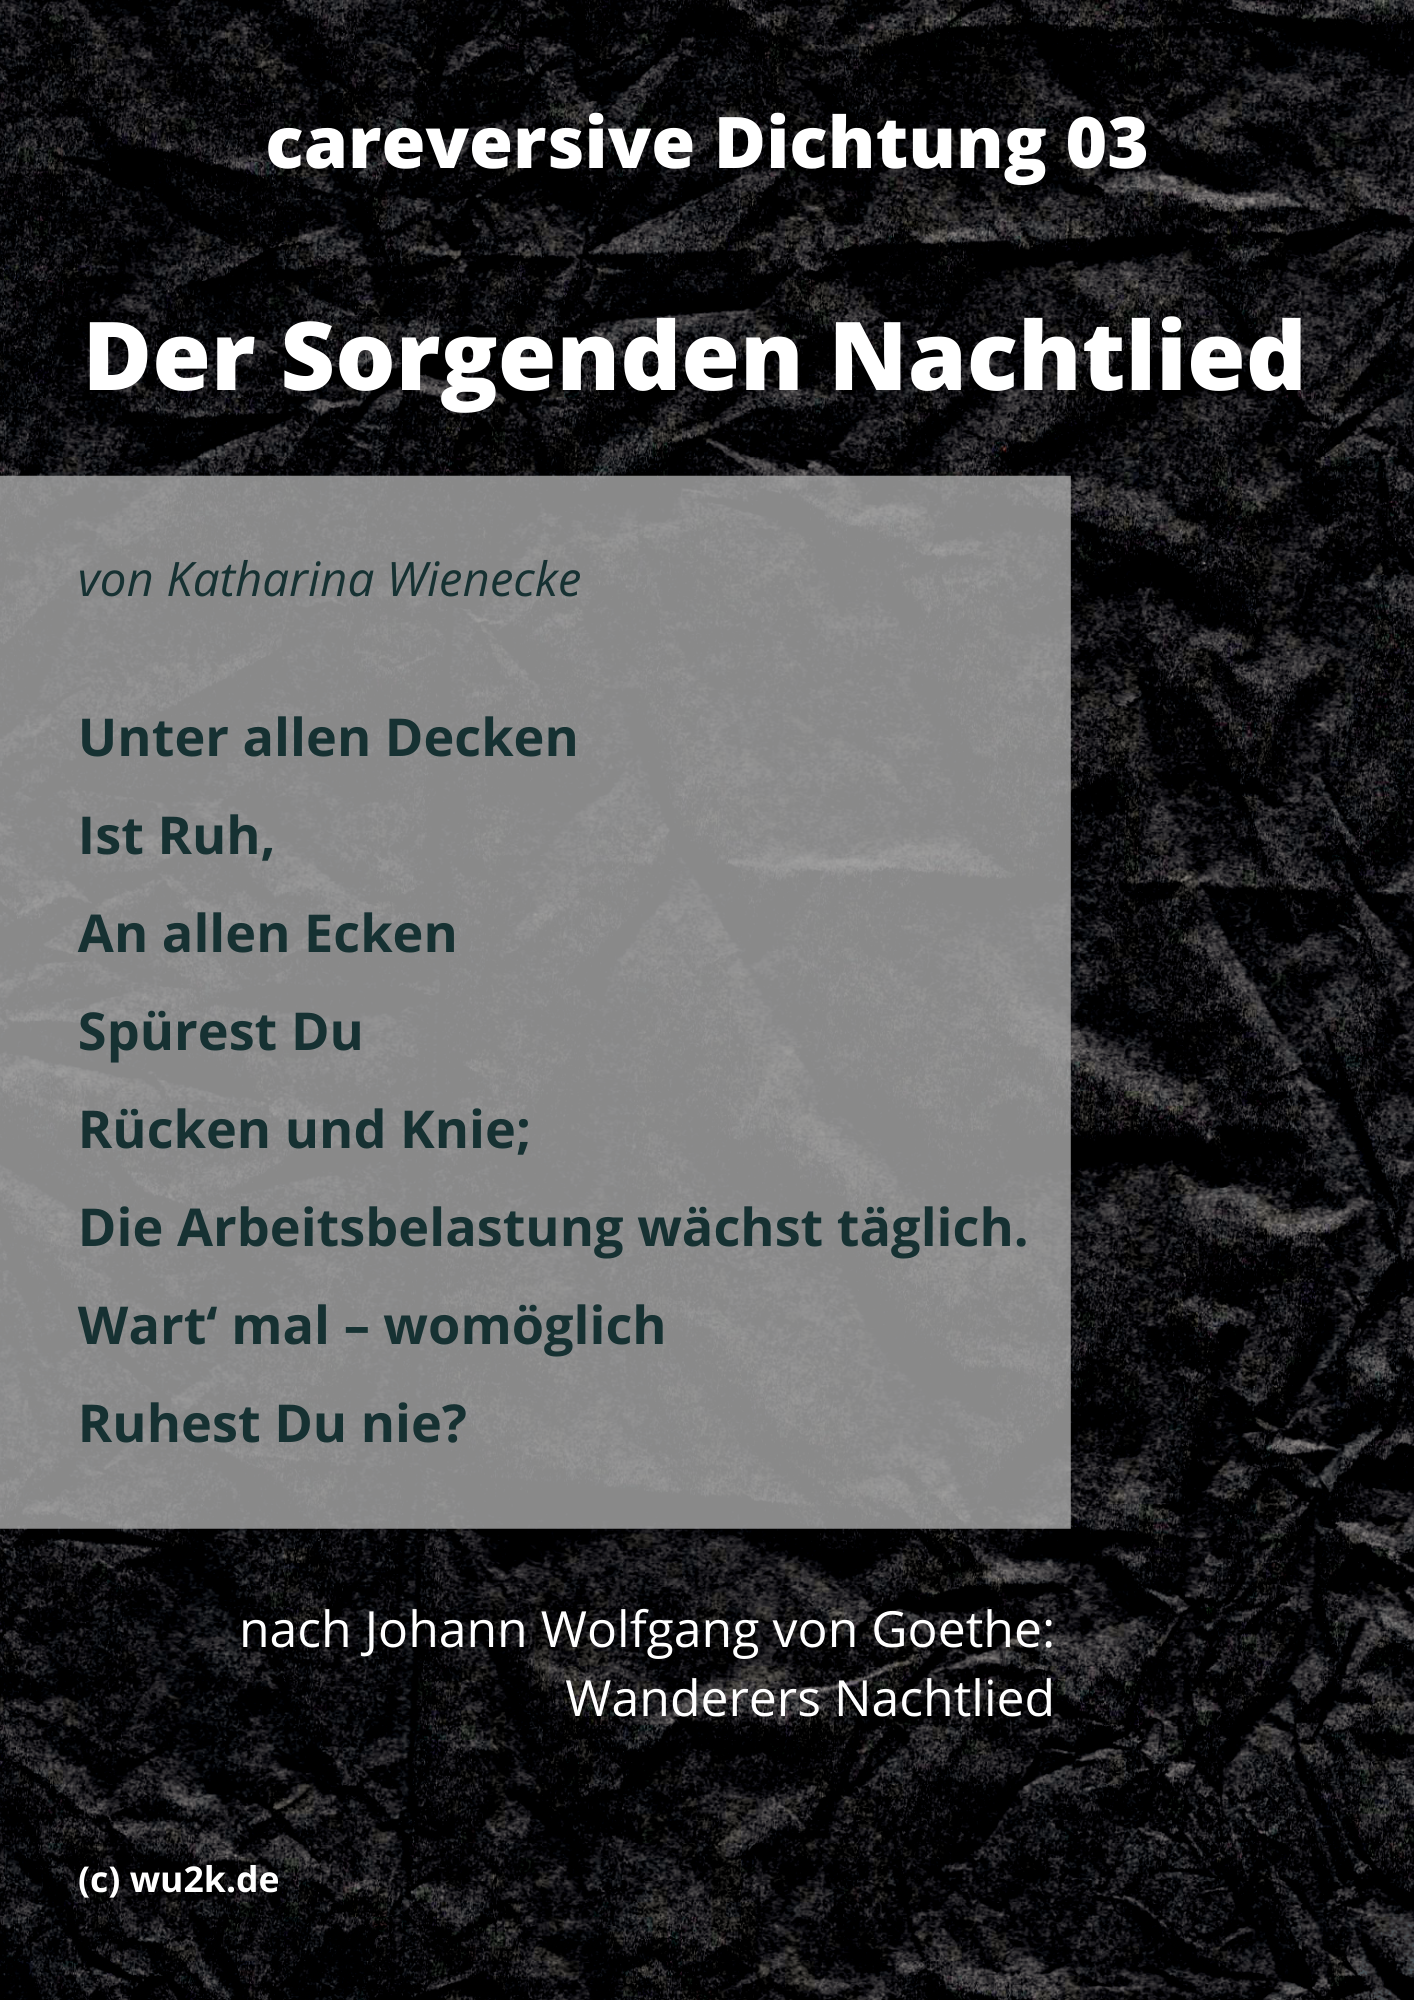 careversive Dichtung 03
Der Sorgenden Nachtlied
von Katharina Wienecke
Unter allen Decken
Ist Ruh,
An allen Ecken
Spürest Du
Rücken und Knie;
Die Arbeitsbelastung wächst täglich.
Wart‘ mal – womöglich
Ruhest Du nie?
nach Johann Wolfgang von Goethe:
Wanderers Nachtlied
(c) wu2k.de